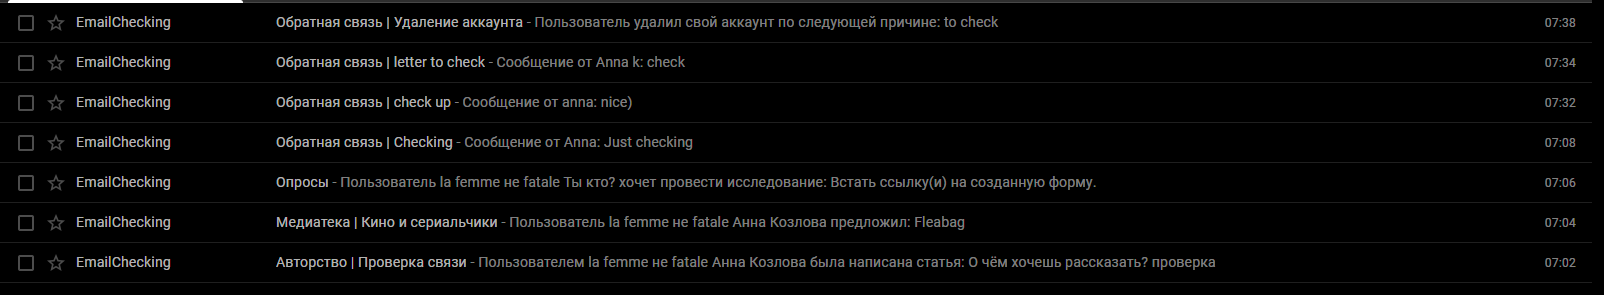 EmailChecking Обратная связь | Удаление аккаунта - Пользователь удалил свой аккаунт по следующей причине: to check 07:38
EmailChecking Обратная связь | letter to check - Сообщение от Anna k: check 07:34
EmailChecking Обратная связь | check up - Сообщение от anna: nice) 07:32
EmailChecking Обратная связь | Checking - Сообщение от Anna: Just checking 07:08
EmailChecking Опросы - Пользователь la femme не fatale Ты кто? хочет провести исследование: Встать ссылку(и) на созданную форму. 07:06
EmailChecking Медиатека | Кино и сериальчики - Пользователь la femme не fatale Анна Козлова предложил: Fleabag 07:04
EmailChecking Авторство | Проверка связи - Пользователем la femme не fatale Анна Козлова была написана статья: О чём хочешь рассказать? проверка 07:02